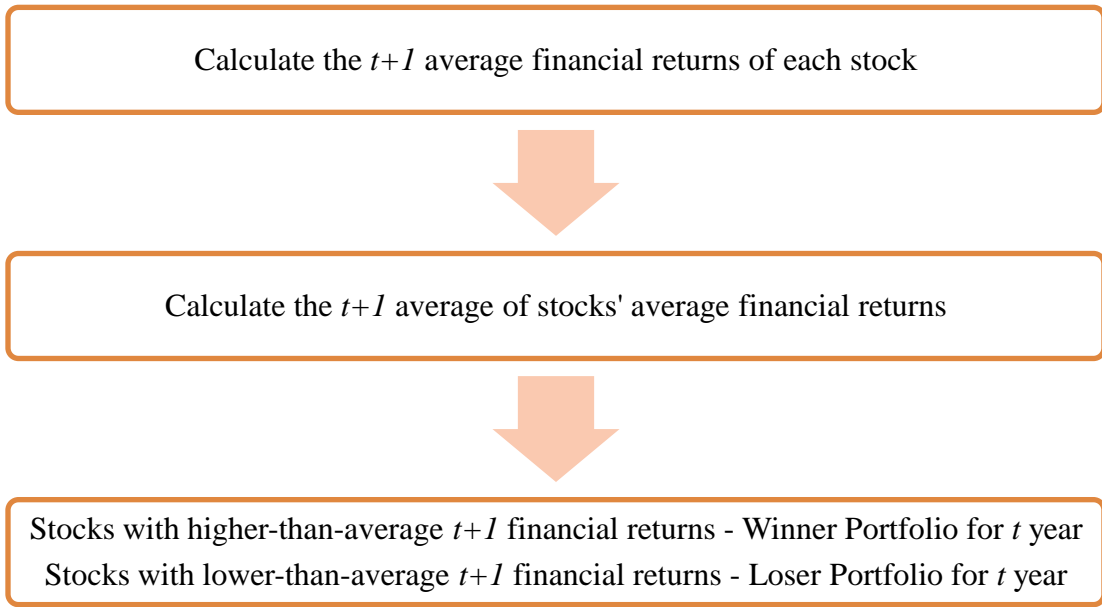 Calculate the t+1 average financial returns of each stock
Calculate the t+1 average of stocks' average financial returns
Stocks with higher-than-average t+1 financial returns - Winner Portfolio for t year
Stocks with lower-than-average t+1 financial returns - Loser Portfolio for t year